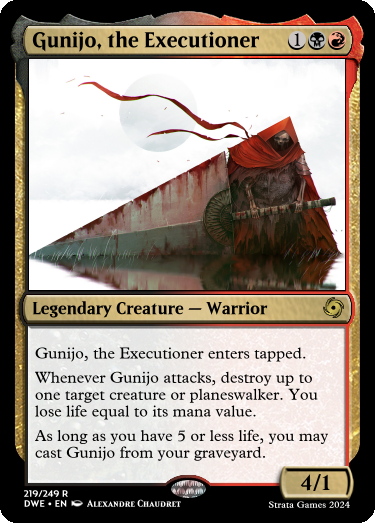 Gunijo, the Executioner 1
Legendary Creature — Warrior
Gunijo, the Executioner enters tapped.
Whenever Gunijo attacks, destroy up to
one target creature or planeswalker. You
lose life equal to its mana value.
As long as you have 5 or less life, you may
cast Gunijo from your graveyard.
4/1
219/249 R
DWE • EN Alexandre Chaudret
Strata Games 2024